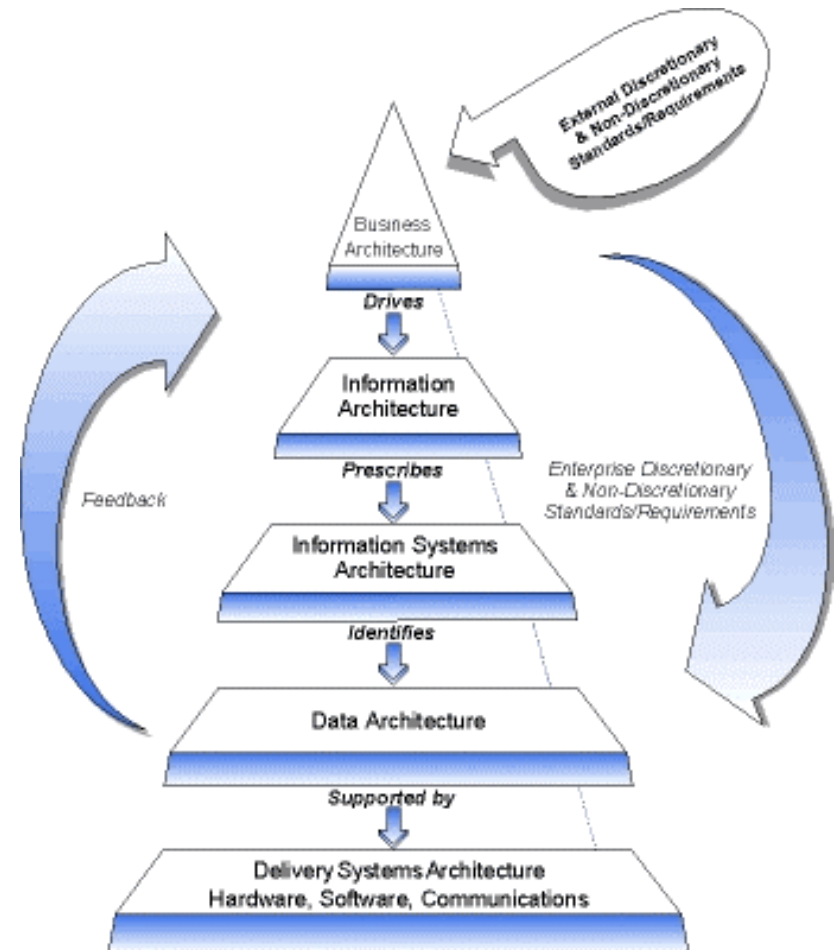 External Discretionary
& Non-Discretionary
Standards/Requirements
Business
Architecture
Drives
Information
Architecture
Prescribes
Feedback
Enterprise Discretionary
& Non-Discretionary
Standards/Requirements
Information Systems
Architecture
Identifies
Data Architecture
Supported by
Delivery Systems Architecture
Hardware, Software, Communications